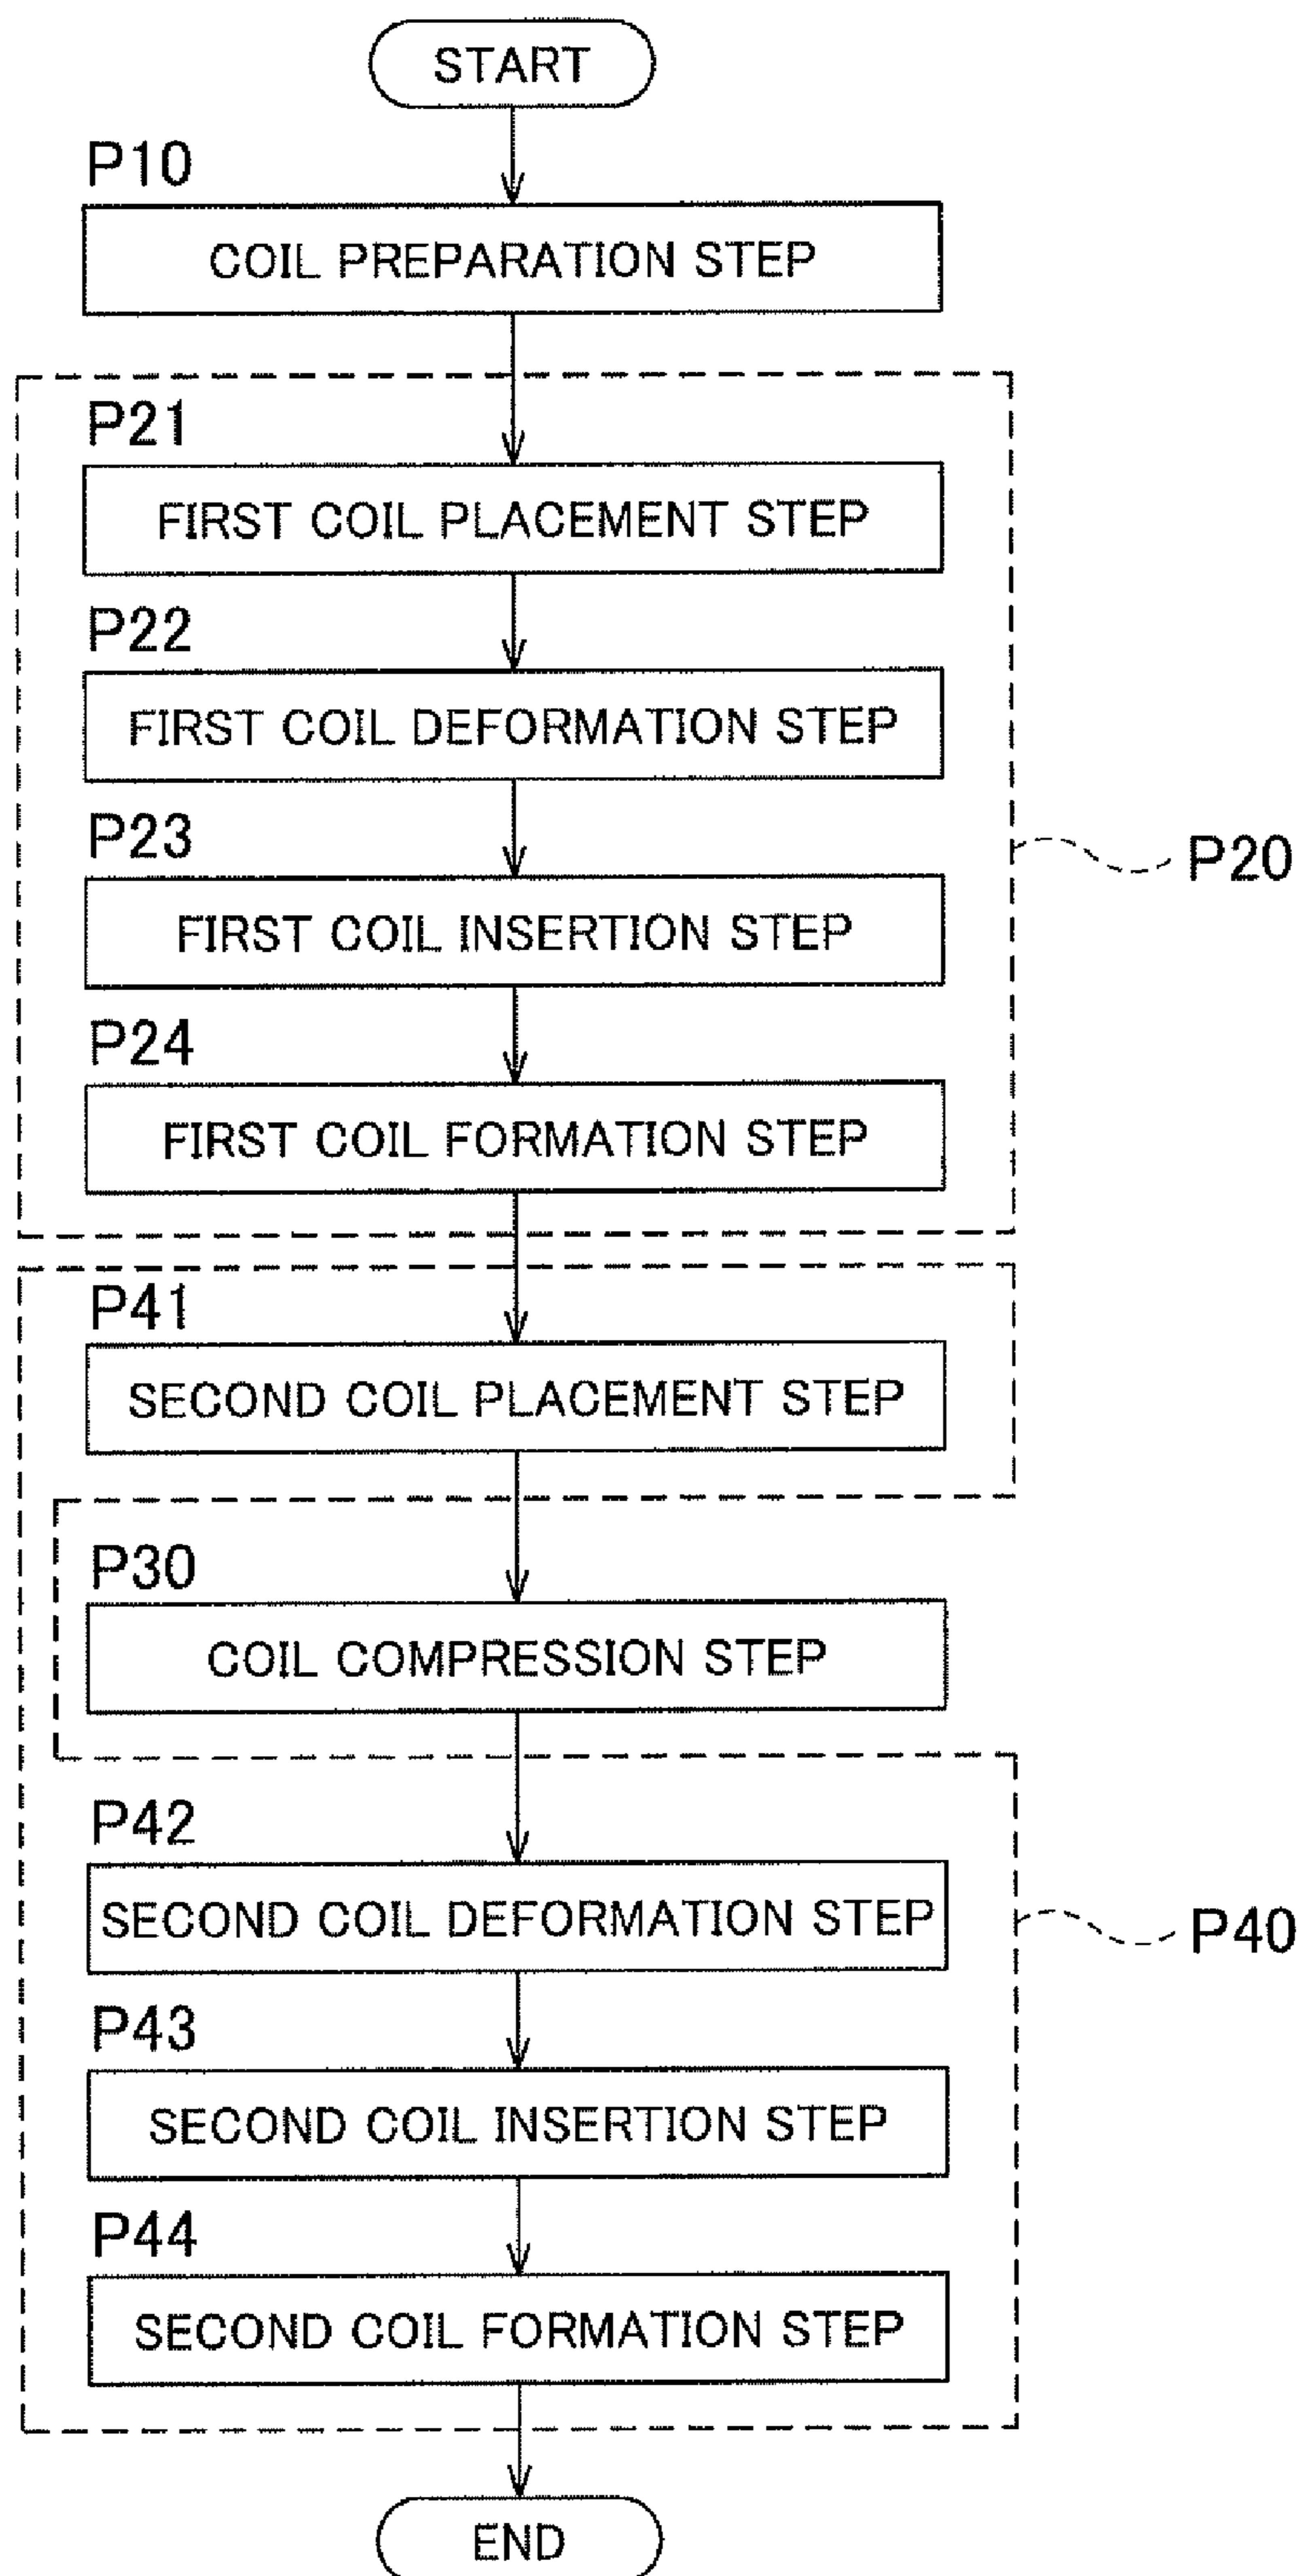 START
P10
COIL PREPARATION STEP
P21
FIRST COIL PLACEMENT STEP
P22
FIRST COIL DEFORMATION STEP
P23
P20
FIRST COIL INSERTION STEP
P24
FIRST COIL FORMATION STEP
P41
SECOND COIL PLACEMENT STEP
P30
COIL COMPRESSION STEP
P42
SECOND COIL DEFORMATION STEP
P40
P43
SECOND COIL INSERTION STEP
P44
SECOND COIL FORMATION STEP
END